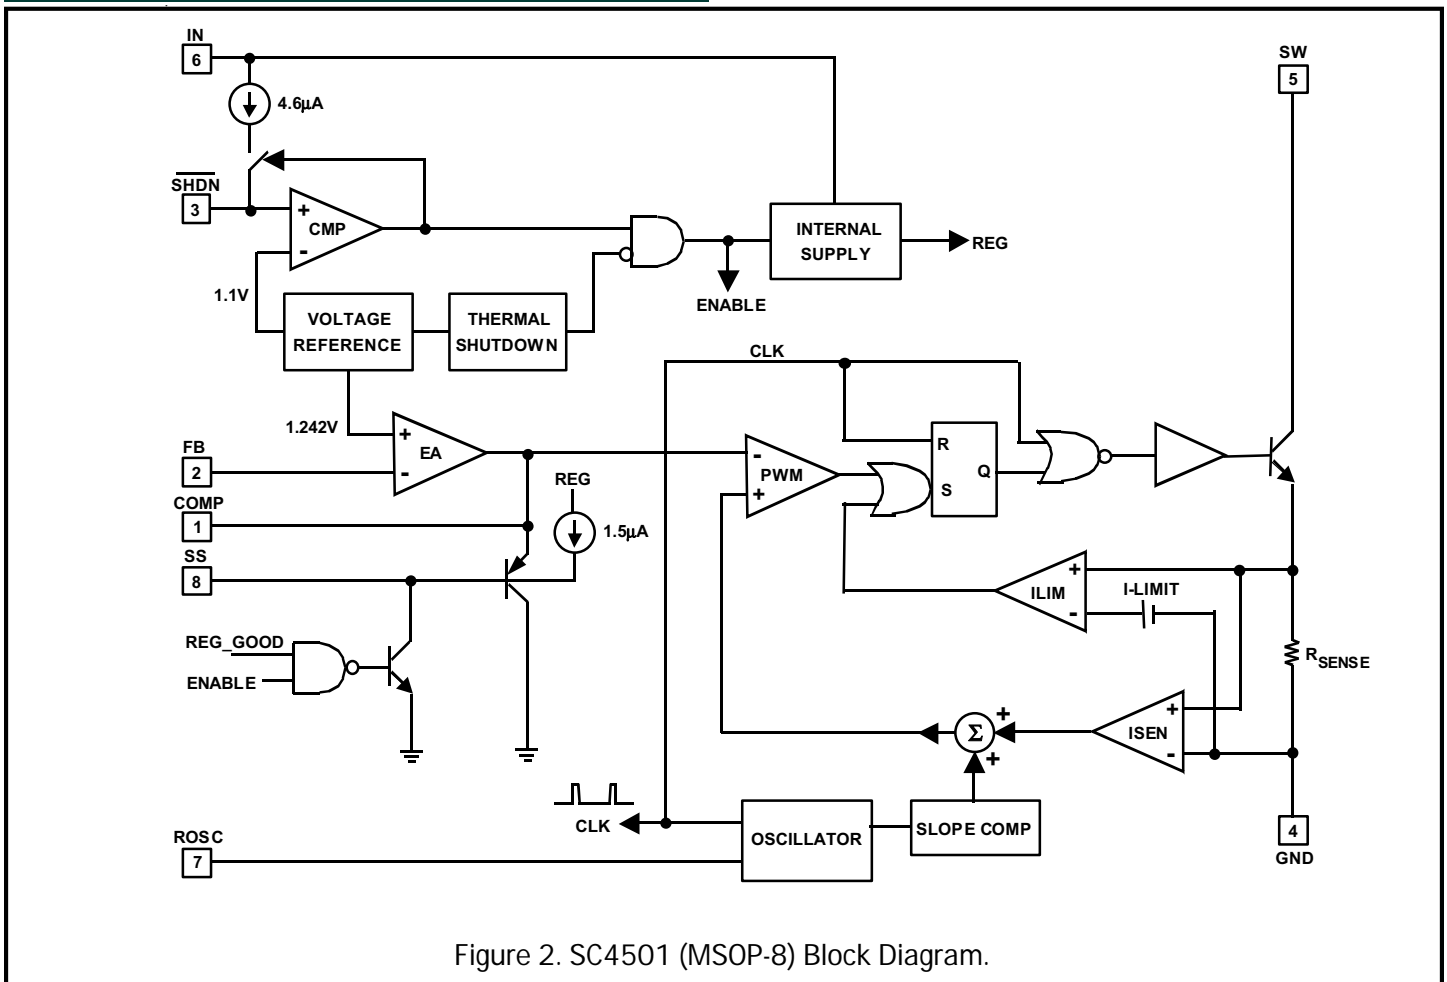 IN
6
SW
5
4.6µA
SHDN
3
+
CMP
-
INTERNAL
SUPPLY
REG
1.1V
ENABLE
VOLTAGE
REFERENCE
THERMAL
SHUTDOWN
CLK
1.242V
+
EA
-
FB
2
-
PWM
+
R
Q
S
COMP
1
REG
1.5µA
SS
8
+
ILIM
-
I-LIMIT
REG_GOOD
ENABLE
RSENSE
+
ISEN
-
+
Σ
+
CLK
OSCILLATOR
SLOPE COMP
4
GND
ROSC
7
Figure 2. SC4501 (MSOP-8) Block Diagram.